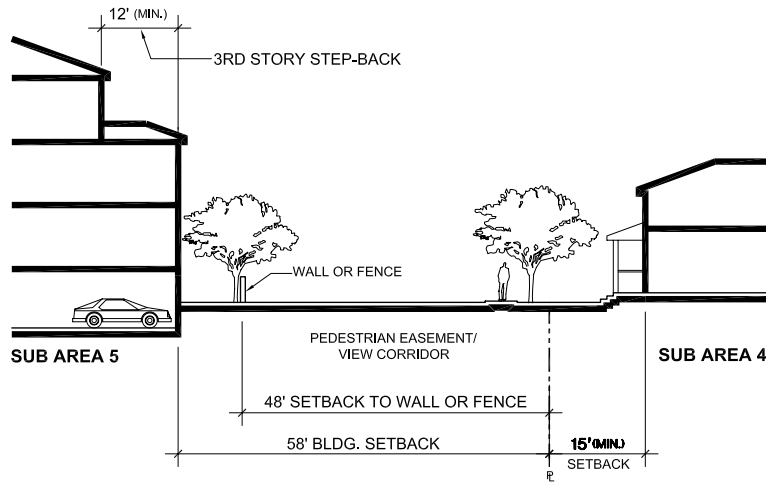 12' (MIN.)
3RD STORY STEP-BACK
WALL OR FENCE
PEDESTRIAN EASEMENT/
VIEW CORRIDOR
SUB AREA 5
SUB AREA 4
48' SETBACK TO WALL OR FENCE
58' BLDG. SETBACK
15'(MIN.)
SETBACK
PL